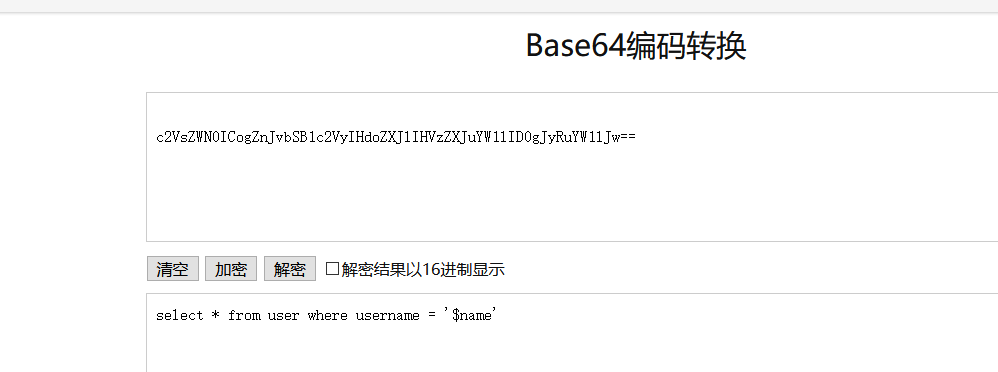 Base64编码转换
c2VsZWN0ICogZnJvbSB1c2VyIHdoZXJlIHVzZXJuYW1lID0gJyRuYW1lJw==
清空 加密 解密 □解密结果以16进制显示
select * from user where username = '$name'